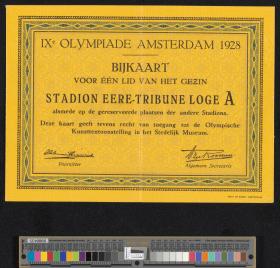 IXe OLYMPIADE AMSTERDAM 1928
BIJKAART
VOOR ÉÉN LID VAN HET GEZIN
STADION EERE-TRIBUNE LOGE A
alsmede op de gereserveerde plaatsen der andere Stadions.
Deze kaart geeft tevens recht van toegang tot de Olympische
Kunsttentoonstelling in het Stedelijk Museum.
Voorzitter
Algemeen Secretaris